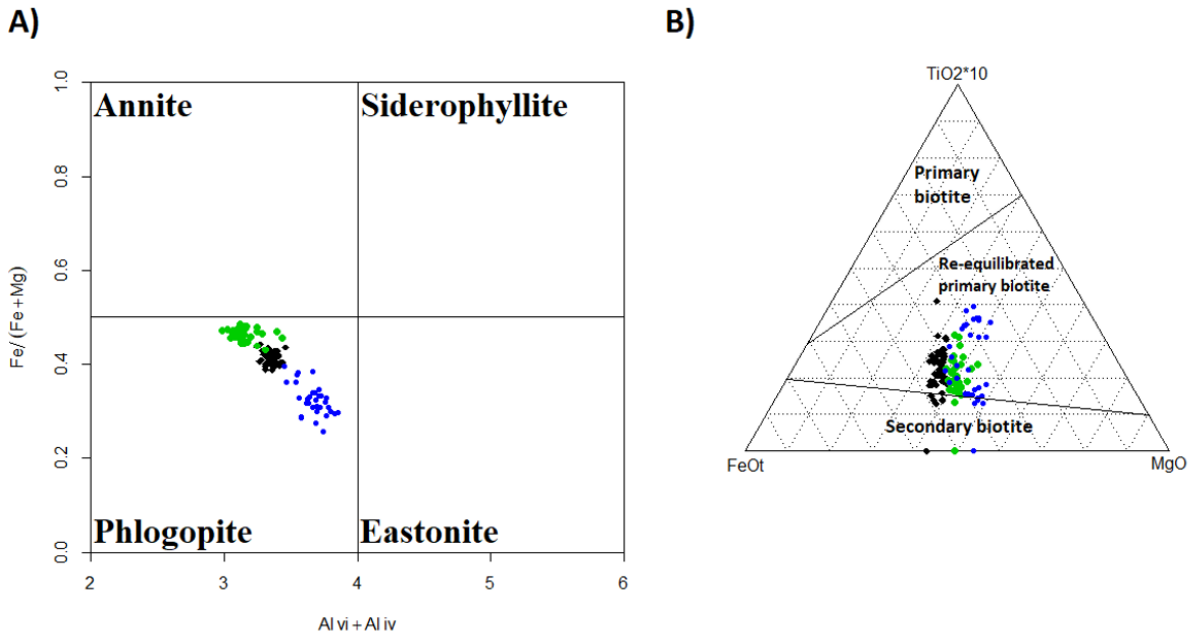 A)
Annite
Siderophyllite
Phlogopite
Eastonite
1.0
0.8
0.6
0.4
0.2
0.0
Fe/ (Fe+Mg)
2
3
4
5
6
Al vi + Al iv
B)
TiO2*10
Primary
biotite
Re-equilibrated
primary biotite
Secondary biotite
FeOt
MgO